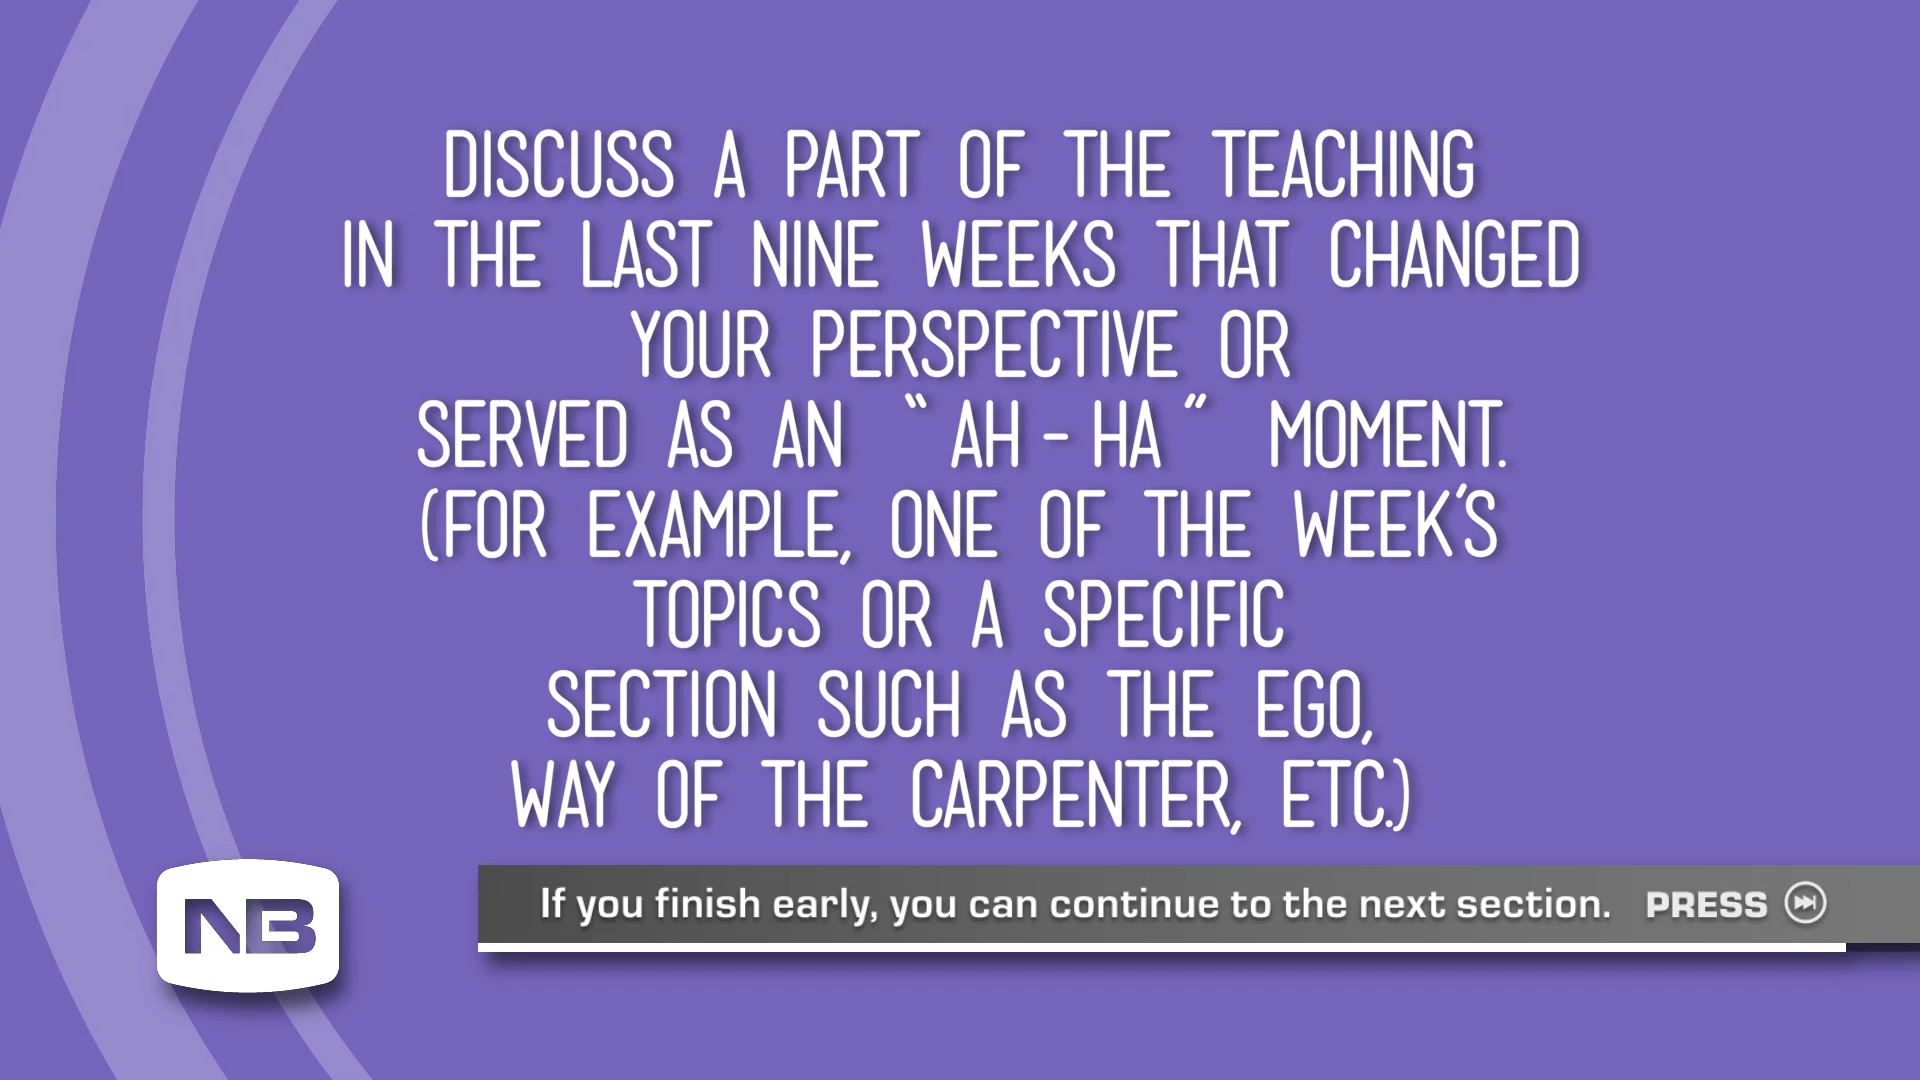 DISCUSS A PART OF THE TEACHING
IN THE LAST NINE WEEKS THAT CHANGED
YOUR PERSPECTIVE OR
SERVED AS AN “AH-HA” MOMENT.
(FOR EXAMPLE, ONE OF THE WEEK'S
TOPICS OR A SPECIFIC
SECTION SUCH AS THE EGO,
WAY OF THE CARPENTER, ETC.)
If you finish early, you can continue to the next section. PRESS
NB